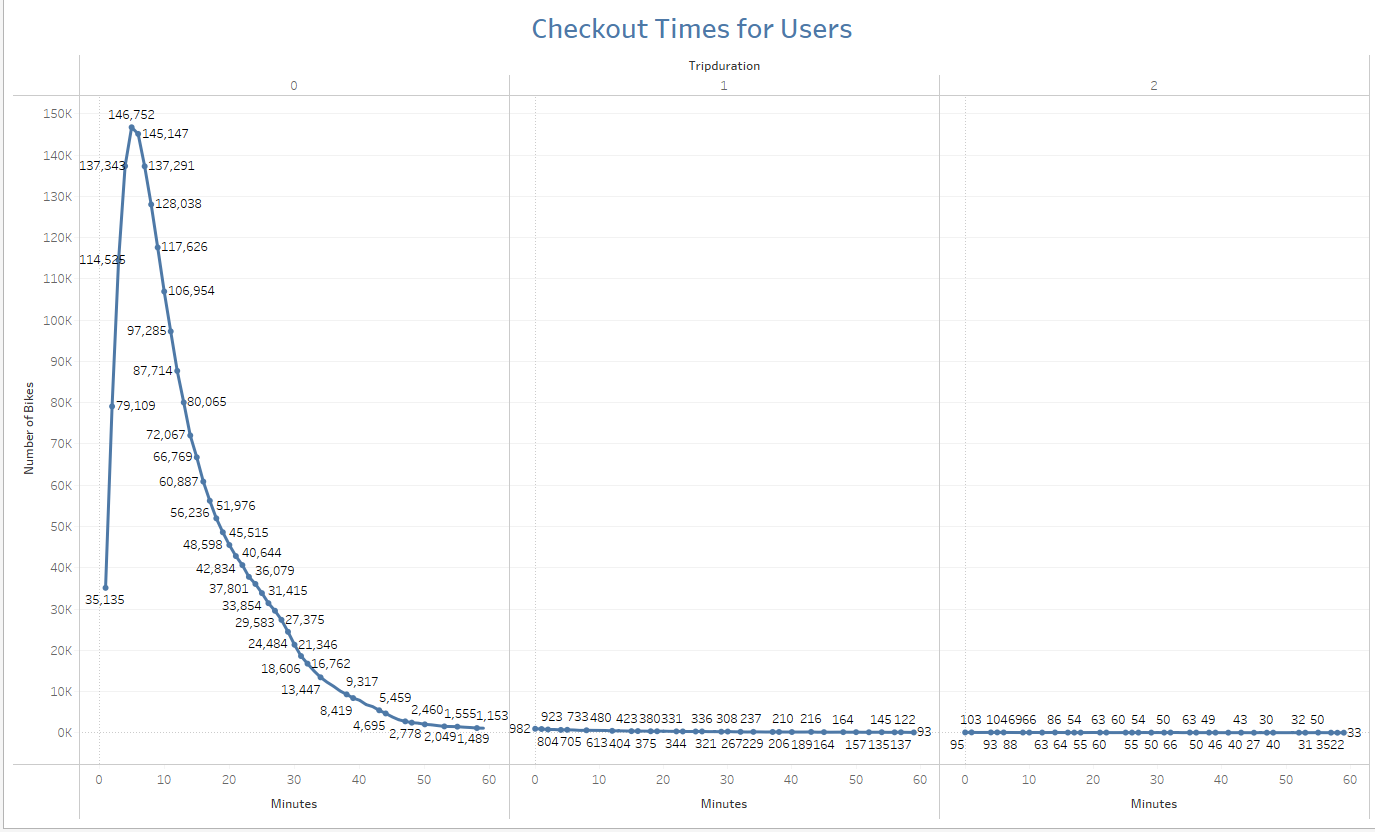 Checkout Times for Users
Tripduration
0 1 2
Number of Bikes
150K
140K
130K
120K
110K
100K
90K
80K
70K
60K
50K
40K
30K
20K
10K
0K
146,752
145,147
137,343 137,291
128,038
117,626
114,525
106,954
97,285
87,714
79,109 80,065
72,067
66,769
60,887
51,976
56,236
45,515
48,598
40,644
42,834 36,079
37,801 31,415
35,135 33,854
29,583 27,375
24,484 21,346
18,606 16,762
13,447 9,317
8,419 5,459
4,695 2,460 1,555 1,153
2,778 2,049 1,489
982 923 733 480 423 380 331 336 308 237 210 216 164 145 122 93
804 705 613 404 375 344 321 267 229 206 189 164 157 135 137
103 104 69 66 86 54 63 60 54 50 63 49 43 30 32 50 33
95 93 88 63 64 55 60 55 50 66 50 46 40 27 40 31 35 22
0 10 20 30 40 50 60 0 10 20 30 40 50 60 0 10 20 30 40 50 60
Minutes Minutes Minutes